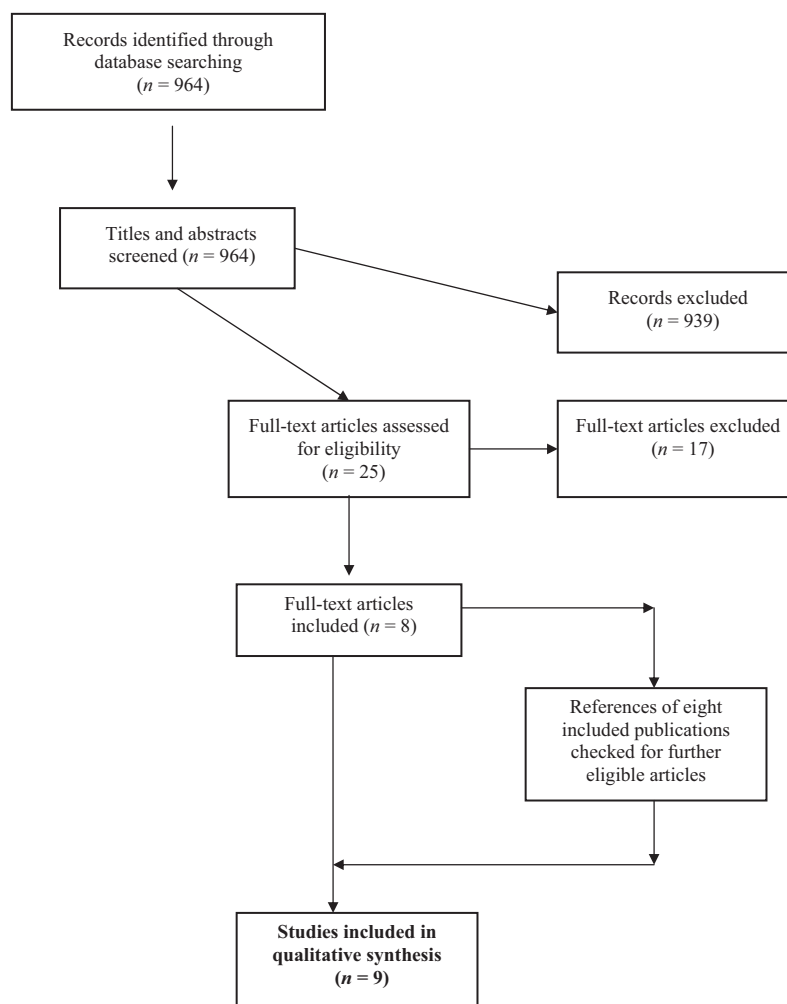 Records identified through
database searching
(n = 964)
Titles and abstracts
screened (n = 964)
Records excluded
(n = 939)
Full-text articles assessed
for eligibility
(n = 25)
Full-text articles excluded
(n = 17)
Full-text articles
included (n = 8)
References of eight
included publications
checked for further
eligible articles
Studies included in
qualitative synthesis
(n = 9)